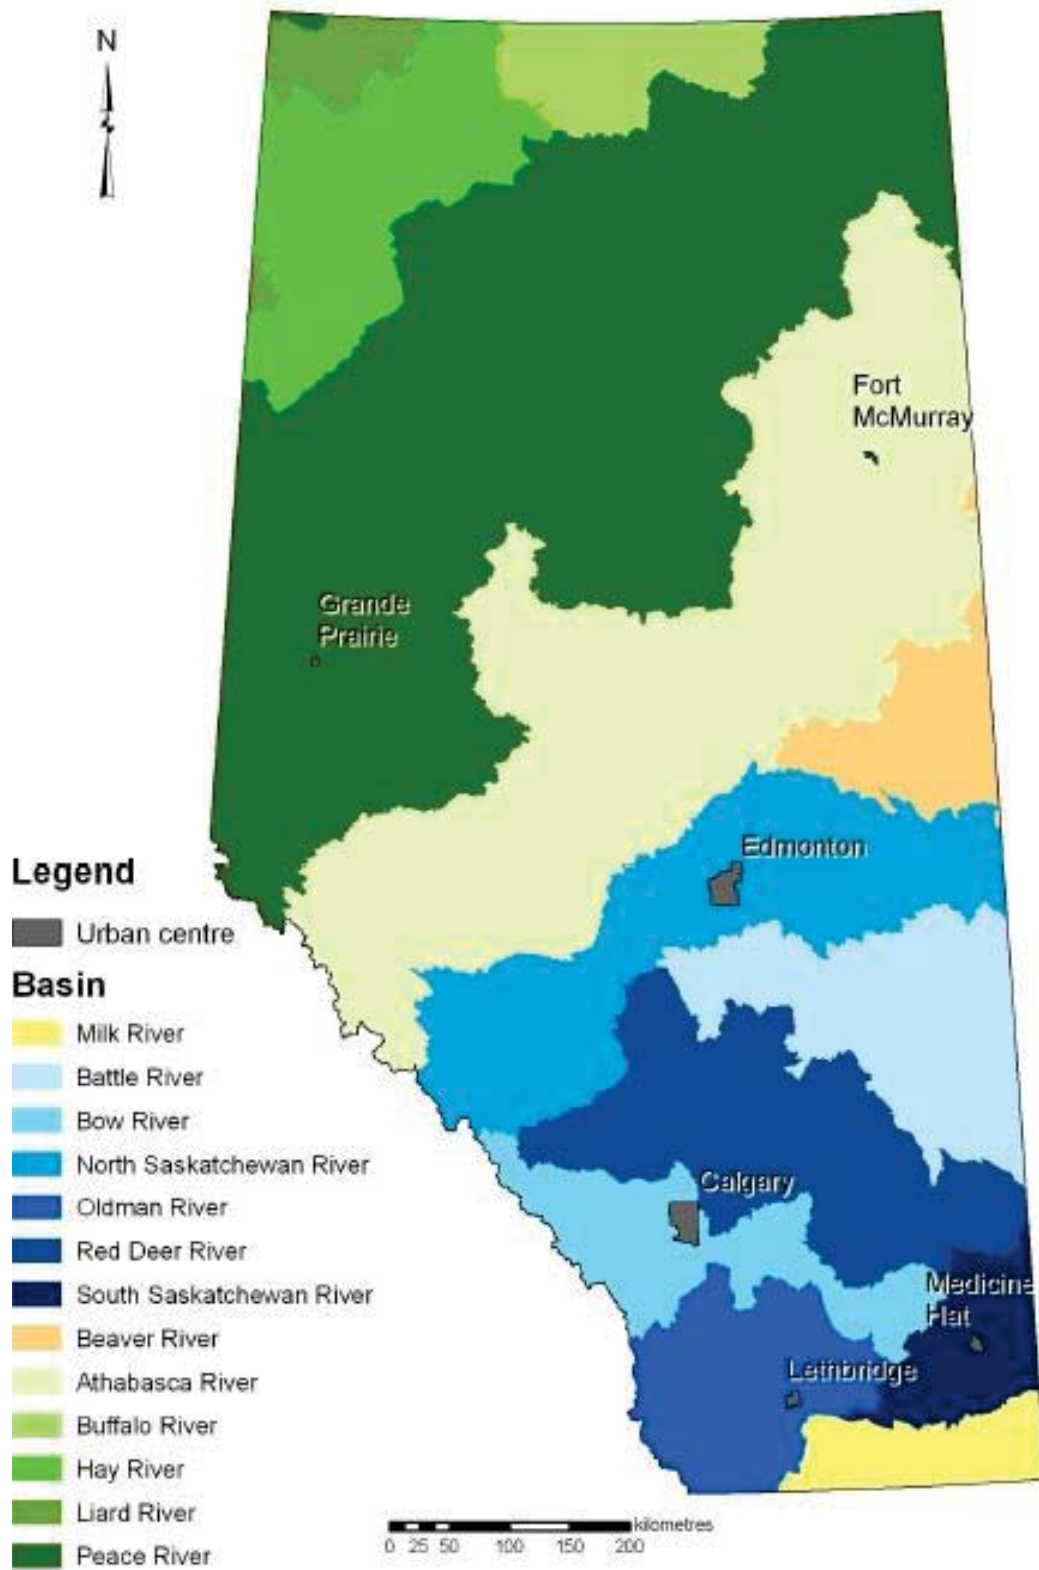 N
Fort
McMurray
Grande
Prairie
Edmonton
Calgary
Medicine
Hat
Lethbridge
Legend
Urban centre
Basin
Milk River
Battle River
Bow River
North Saskatchewan River
Oldman River
Red Deer River
South Saskatchewan River
Beaver River
Athabasca River
Buffalo River
Hay River
Liard River
Peace River
kilometres
0 25 50 100 150 200